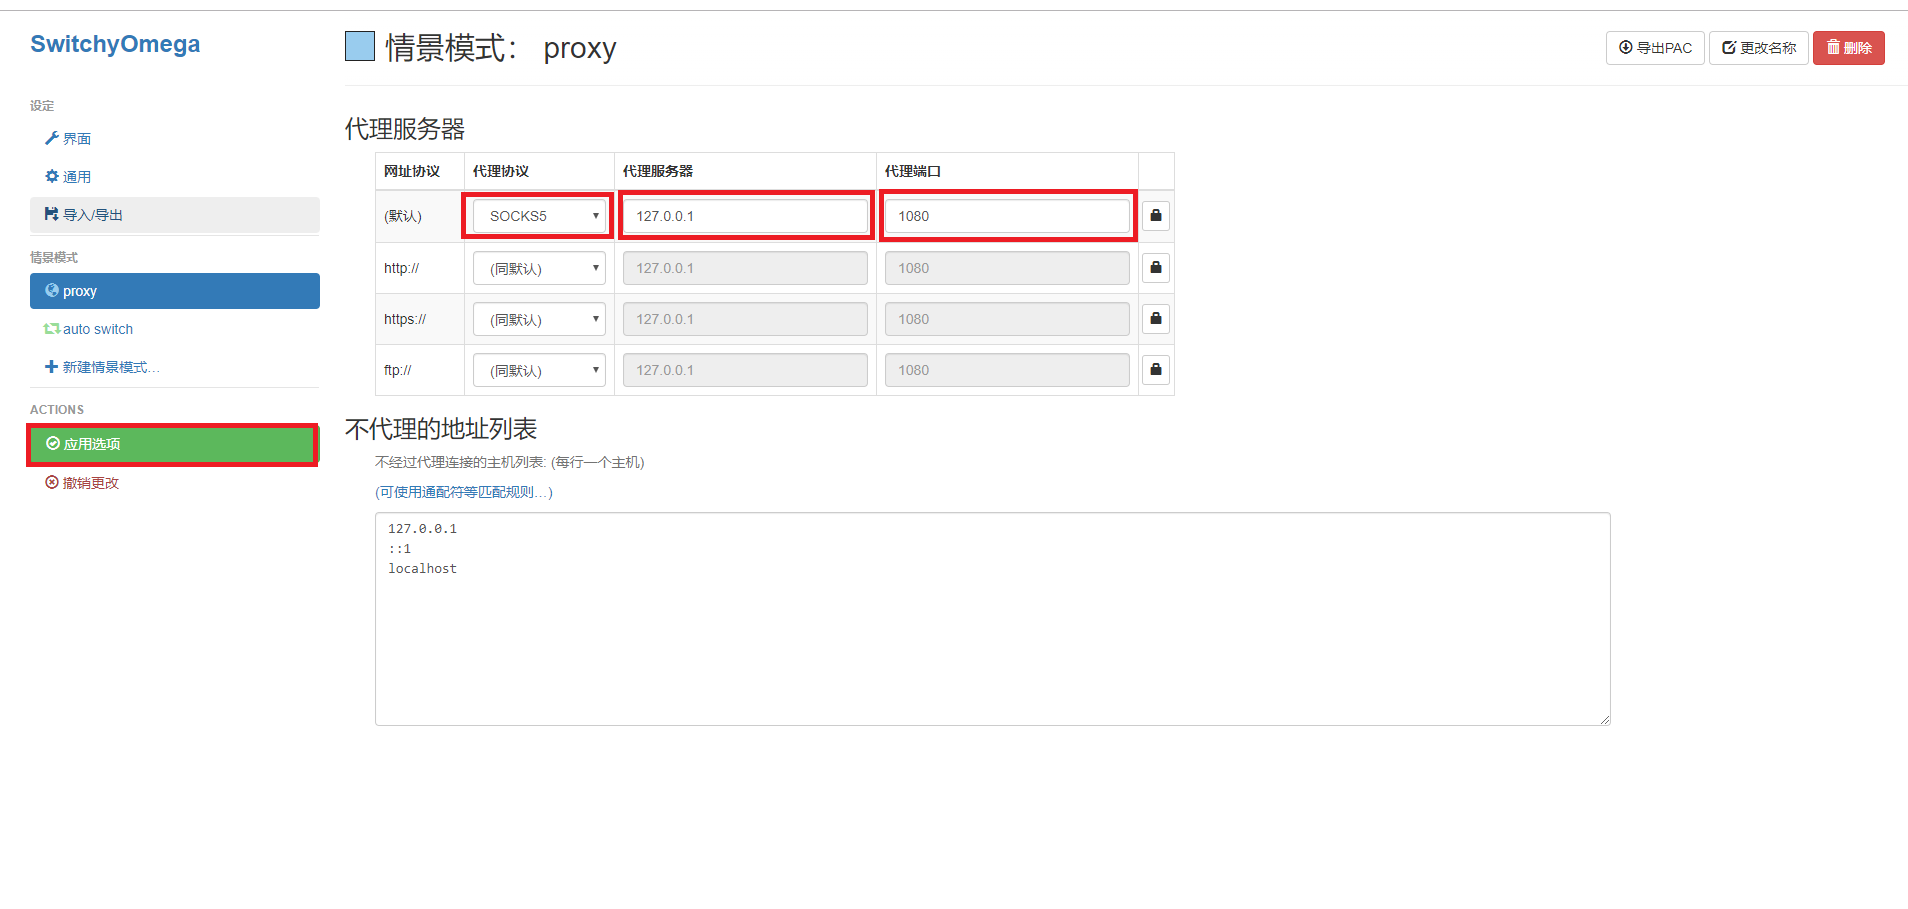 SwitchyOmega
设定
界面
通用
导入/导出
情景模式
proxy
auto switch
新建情景模式…
ACTIONS
应用选项
撤销更改
情景模式： proxy
导出PAC 更改名称 删除
代理服务器
网址协议 代理协议 代理服务器 代理端口
(默认) SOCKS5 127.0.0.1 1080
http:// (同默认) 127.0.0.1 1080
https:// (同默认) 127.0.0.1 1080
ftp:// (同默认) 127.0.0.1 1080
不代理的地址列表
不经过代理连接的主机列表: (每行一个主机)
(可使用通配符等匹配规则…)
127.0.0.1
::1
localhost